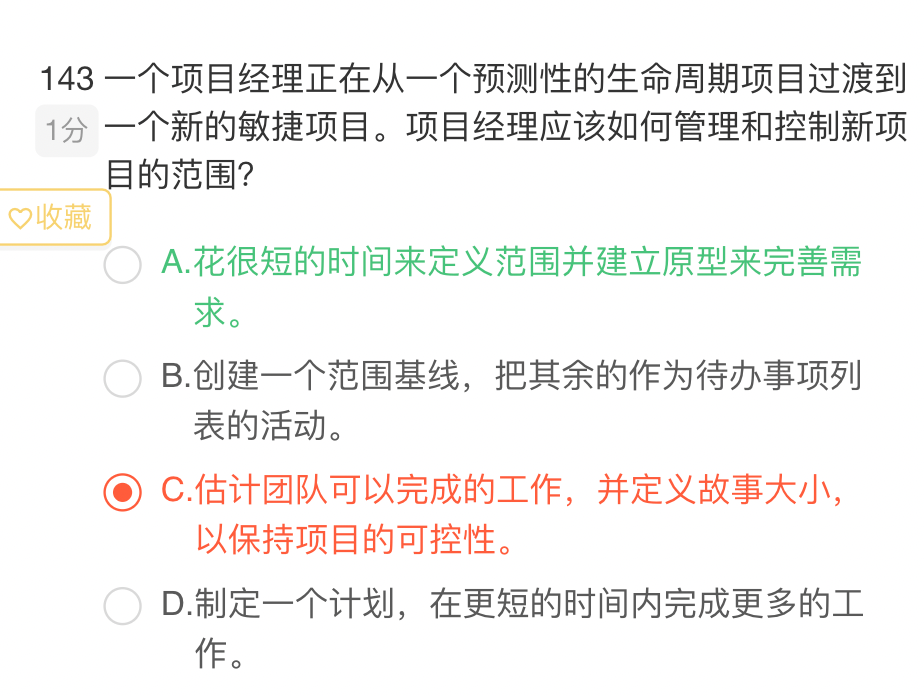 143 一个项目经理正在从一个预测性的生命周期项目过渡到
1分 一个新的敏捷项目。项目经理应该如何管理和控制新项
目的范围?
收藏
A.花很短的时间来定义范围并建立原型来完善需
求。
B.创建一个范围基线，把其余的作为待办事项列
表的活动。
C.估计团队可以完成的工作，并定义故事大小，
以保持项目的可控性。
D.制定一个计划，在更短的时间内完成更多的工
作。